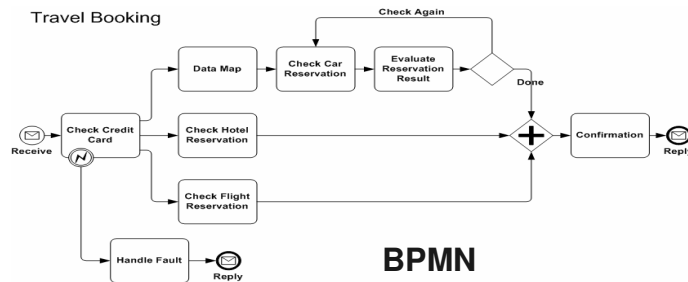 Travel Booking
Check Again
Data Map
Check Car
Reservation
Evaluate
Reservation
Result
Done
Receive
Check Credit
Card
Check Hotel
Reservation
Confirmation
Reply
Check Flight
Reservation
Handle Fault
Reply
BPMN